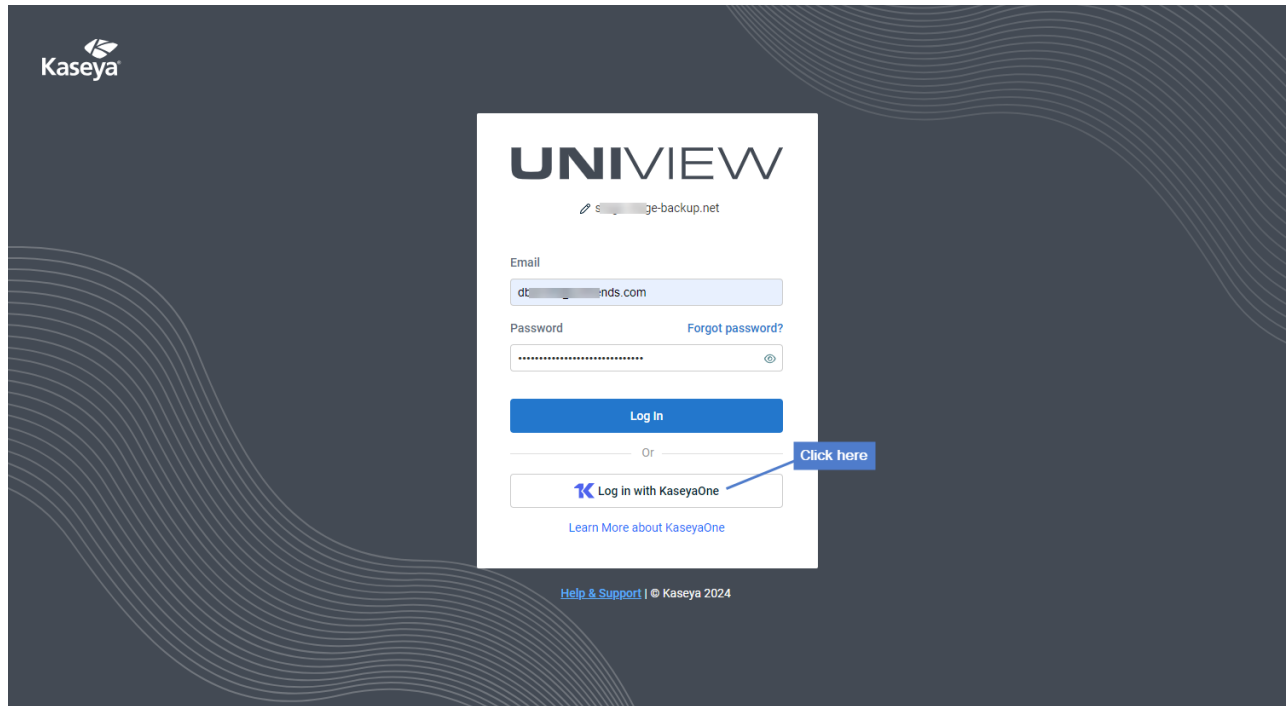 Kaseya
UNIVIEW
ge-backup.net
Email
nds.com
Password Forgot password?
Log In
Or
Click here
Log in with KaseyaOne
Learn More about KaseyaOne
Help & Support | © Kaseya 2024